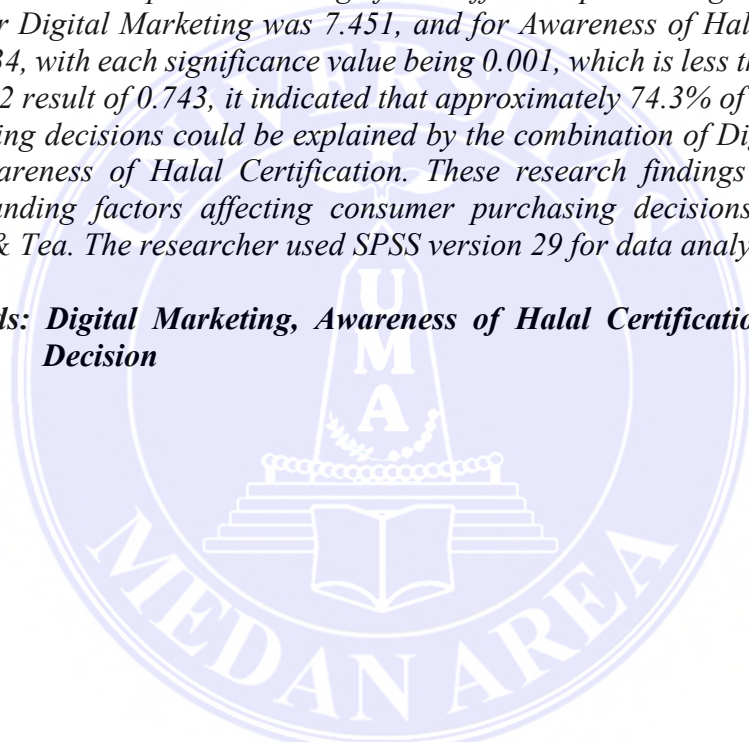 r Digital Marketing was 7.451, and for Awareness of Hal
34, with each significance value being 0.001, which is less th
2 result of 0.743, it indicated that approximately 74.3% of
ing decisions could be explained by the combination of Dig
areness of Halal Certification. These research findings
anding factors affecting consumer purchasing decisions
& Tea. The researcher used SPSS version 29 for data analy
ds: Digital Marketing, Awareness of Halal Certificatio
Decision
UNIVERSITAS
UMA
MEDAN AREA